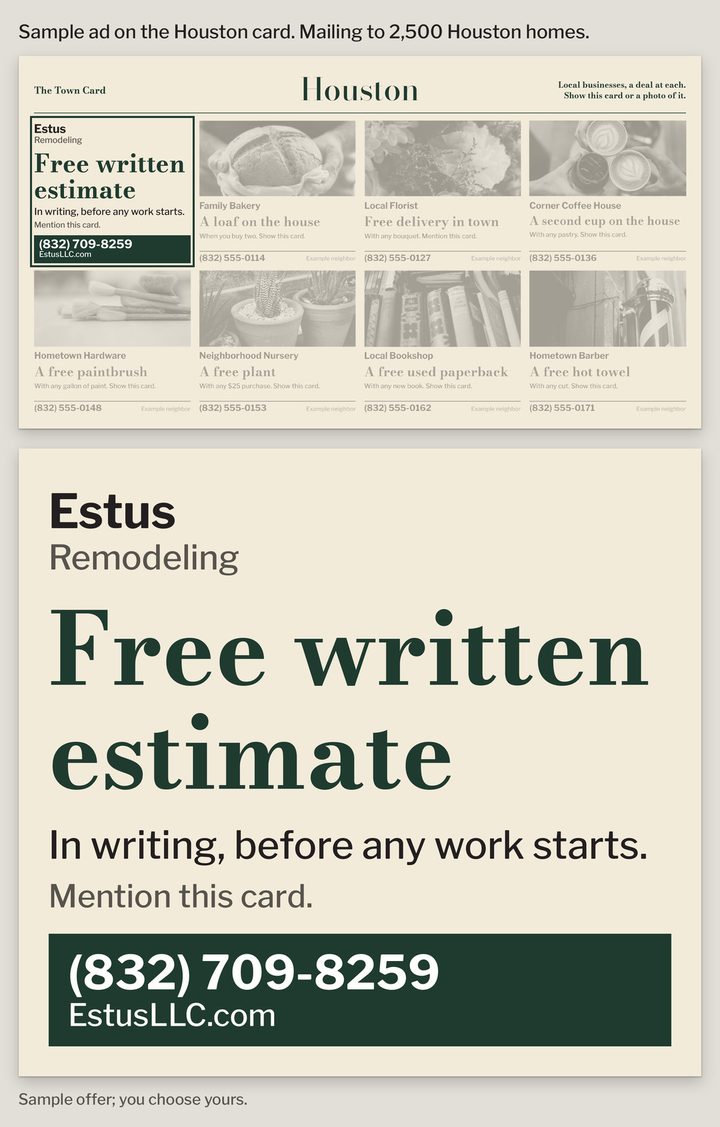 Sample ad on the Houston card. Mailing to 2,500 Houston homes.
The Town Card
Houston
Local businesses, a deal at each.
Show this card or a photo of it.
Estus
Remodeling
Free written
estimate
In writing, before any work starts.
Mention this card.
(832) 709-8259
EstusLLC.com
Family Bakery
A loaf on the house
When you buy two. Show this card.
(832) 555-0114 Example neighbor
Local Florist
Free delivery in town
With any bouquet. Mention this card.
(832) 555-0127 Example neighbor
Corner Coffee House
A second cup on the house
With any pastry. Show this card.
(832) 555-0136 Example neighbor
Hometown Hardware
A free paintbrush
With any gallon of paint. Show this card.
(832) 555-0148 Example neighbor
Neighborhood Nursery
A free plant
With any $25 purchase. Show this card.
(832) 555-0153 Example neighbor
Local Bookshop
A free used paperback
With any new book. Show this card.
(832) 555-0162 Example neighbor
Hometown Barber
A free hot towel
With any cut. Show this card.
(832) 555-0171 Example neighbor
Estus
Remodeling
Free written
estimate
In writing, before any work starts.
Mention this card.
(832) 709-8259
EstusLLC.com
Sample offer; you choose yours.